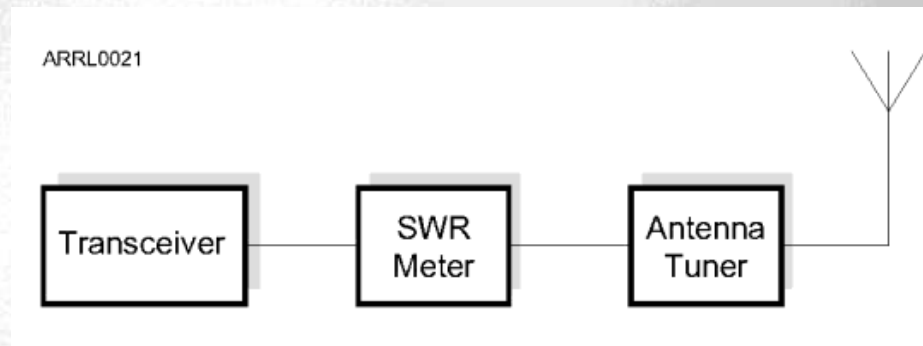 ARRL0021
Transceiver
SWR
Meter
Antenna
Tuner